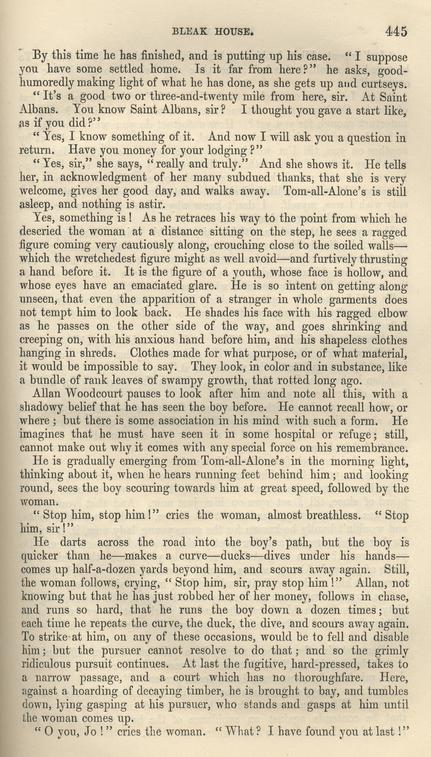 BLEAK HOUSE. 445
By this time he has finished, and is putting up his case. “I suppose
you have some settled home. Is it far from here?” he asks, good-
humoredly making light of what he has done, as she gets up and curtseys.
“It's a good two or three-and-twenty mile from here, sir. At Saint
Albans. You know Saint Albans, sir? I thought you gave a start like,
as if you did?”
“Yes, I know something of it. And now I will ask you a question in
return. Have you money for your lodging?”
“Yes, sir,” she says, “really and truly.” And she shows it. He tells
her, in acknowledgment of her many subdued thanks, that she is very
welcome, gives her good day, and walks away. Tom-all-Alone's is still
asleep, and nothing is astir.
Yes, something is! As he retraces his way to the point from which he
descried the woman at a distance sitting on the step, he sees a ragged
figure coming very cautiously along, crouching close to the soiled walls—
which the wretchedest figure might as well avoid—and furtively thrusting
a hand before it. It is the figure of a youth, whose face is hollow, and
whose eyes have an emaciated glare. He is so intent on getting along
unseen, that even the apparition of a stranger in whole garments does
not tempt him to look back. He shades his face with his ragged elbow
as he passes on the other side of the way, and goes shrinking and
creeping on, with his anxious hand before him, and his shapeless clothes
hanging in shreds. Clothes made for what purpose, or of what material,
it would be impossible to say. They look, in color and in substance, like
a bundle of rank leaves of swampy growth, that rotted long ago.
Allan Woodcourt pauses to look after him and note all this, with a
shadowy belief that he has seen the boy before. He cannot recall how, or
where; but there is some association in his mind with such a form. He
imagines that he must have seen it in some hospital or refuge; still,
cannot make out why it comes with any special force on his remembrance.
He is gradually emerging from Tom-all-Alone's in the morning light,
thinking about it, when he hears running feet behind him; and looking
round, sees the boy scouring towards him at great speed, followed by the
woman.
“Stop him, stop him!” cries the woman, almost breathless. “Stop
him, sir!”
He darts across the road into the boy's path, but the boy is
quicker than he—makes a curve—ducks—dives under his hands—
comes up half-a-dozen yards beyond him, and scours away again. Still,
the woman follows, crying, “Stop him, sir, pray stop him!” Allan, not
knowing but that he has just robbed her of her money, follows in chase,
and runs so hard, that he runs the boy down a dozen times; but
each time he repeats the curve, the duck, the dive, and scours away again.
To strike at him, on any of these occasions, would be to fell and disable
him; but the pursuer cannot resolve to do that; and so the grimly
ridiculous pursuit continues. At last the fugitive, hard-pressed, takes to
a narrow passage, and a court which has no thoroughfare. Here,
against a hoarding of decaying timber, he is brought to bay, and tumbles
down, lying gasping at his pursuer, who stands and gasps at him until
the woman comes up.
“O you, Jo!” cries the woman. “What? I have found you at last!”